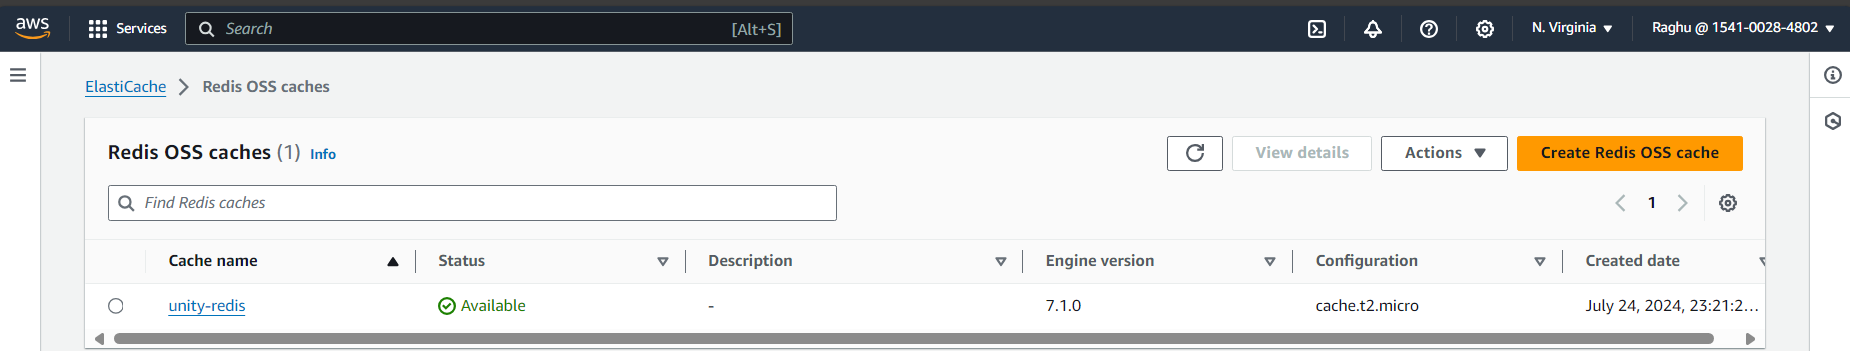 aws Services Search [Alt+S] N. Virginia Raghu @ 1541-0028-4802
ElastiCache Redis OSS caches
Redis OSS caches (1) Info View details Actions Create Redis OSS cache
Find Redis caches 1
Cache name Status Description Engine version Configuration Created date
unity-redis Available - 7.1.0 cache.t2.micro July 24, 2024, 23:21:2...